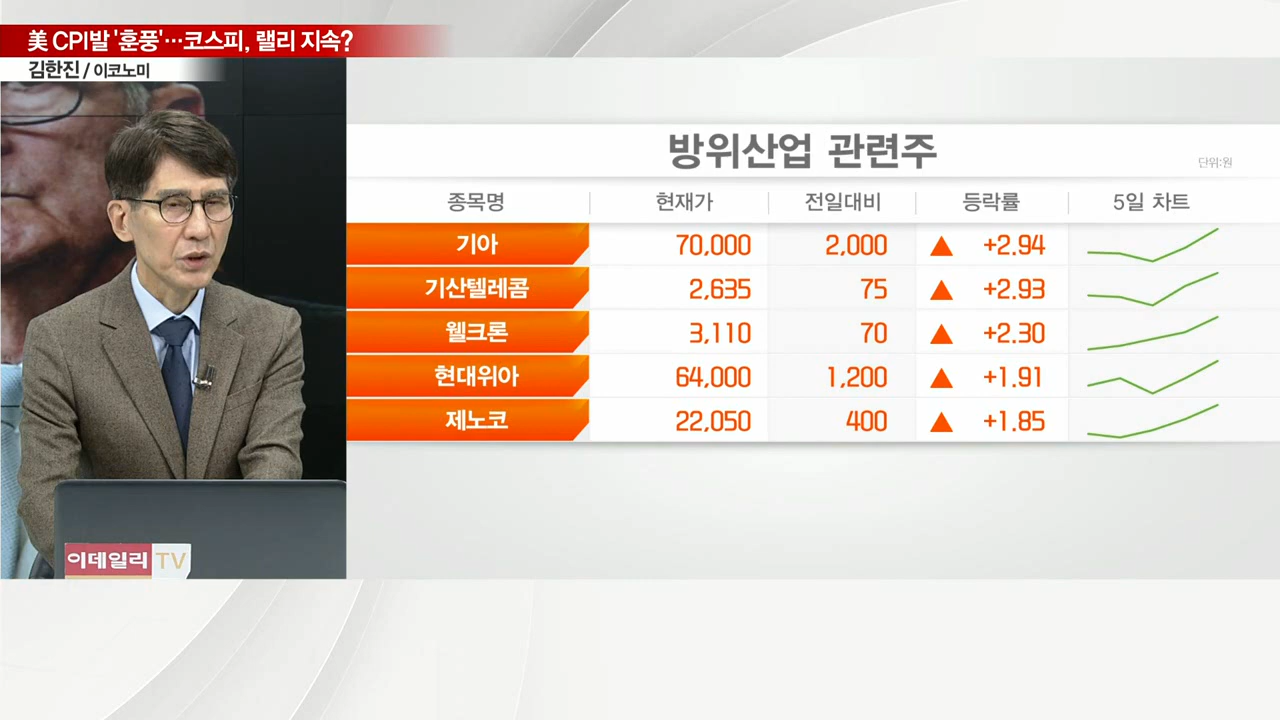 美 CPI발 '훈풍'…코스피, 랠리 지속?
김한진 / 이코노미
방위산업 관련주
단위:원
종목명 현재가 전일대비 등락률 5일 차트
기아 70,000 2,000 ▲ +2.94
기산텔레콤 2,635 75 ▲ +2.93
웰크론 3,110 70 ▲ +2.30
현대위아 64,000 1,200 ▲ +1.91
제노코 22,050 400 ▲ +1.85
이데일리 TV